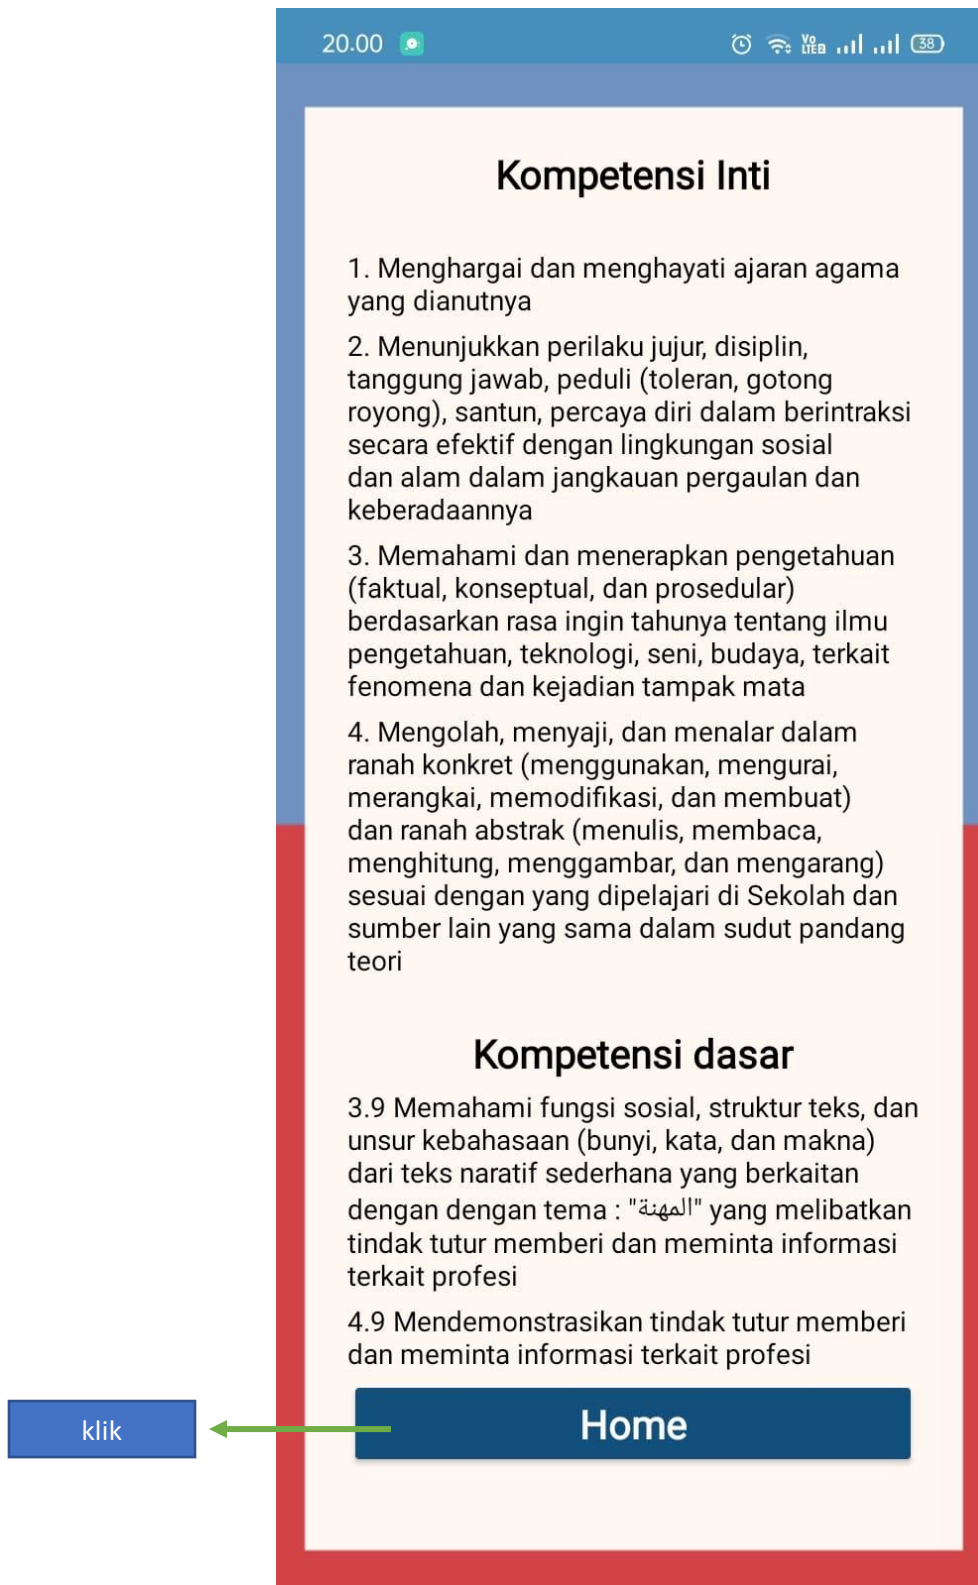 20.00
Vo
LTE2
38
Kompetensi Inti
1. Menghargai dan menghayati ajaran agama
yang dianutnya
2. Menunjukkan perilaku jujur, disiplin,
tanggung jawab, peduli (toleran, gotong
royong), santun, percaya diri dalam berintraksi
secara efektif dengan lingkungan sosial
dan alam dalam jangkauan pergaulan dan
keberadaannya
3. Memahami dan menerapkan pengetahuan
(faktual, konseptual, dan prosedular)
berdasarkan rasa ingin tahunya tentang ilmu
pengetahuan, teknologi, seni, budaya, terkait
fenomena dan kejadian tampak mata
4. Mengolah, menyaji, dan menalar dalam
ranah konkret (menggunakan, mengurai,
merangkai, memodifikasi, dan membuat)
dan ranah abstrak (menulis, membaca,
menghitung, menggambar, dan mengarang)
sesuai dengan yang dipelajari di Sekolah dan
sumber lain yang sama dalam sudut pandang
teori
Kompetensi dasar
3.9 Memahami fungsi sosial, struktur teks, dan
unsur kebahasaan (bunyi, kata, dan makna)
dari teks naratif sederhana yang berkaitan
dengan dengan tema : "المهنة" yang melibatkan
tindak tutur memberi dan meminta informasi
terkait profesi
4.9 Mendemonstrasikan tindak tutur memberi
dan meminta informasi terkait profesi
klik
Home